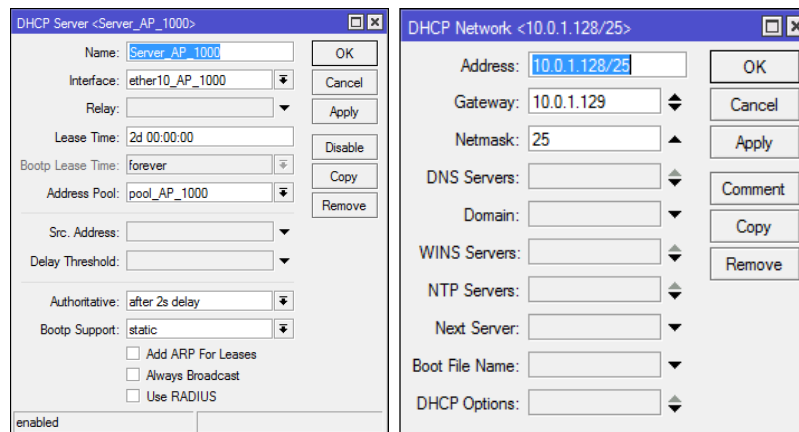 DHCP Server <Server_AP_1000>
Name: Server_AP_1000
Interface: ether10_AP_1000
Relay:
Lease Time: 2d 00:00:00
Bootp Lease Time: forever
Address Pool: pool_AP_1000
Src. Address:
Delay Threshold:
Authoritative: after 2s delay
Bootp Support: static
Add ARP For Leases
Always Broadcast
Use RADIUS
enabled
OK
Cancel
Apply
Disable
Copy
Remove
DHCP Network <10.0.1.128/25>
Address: 10.0.1.128/25
Gateway: 10.0.1.129
Netmask: 25
DNS Servers:
Domain:
WINS Servers:
NTP Servers:
Next Server:
Boot File Name:
DHCP Options:
OK
Cancel
Apply
Comment
Copy
Remove